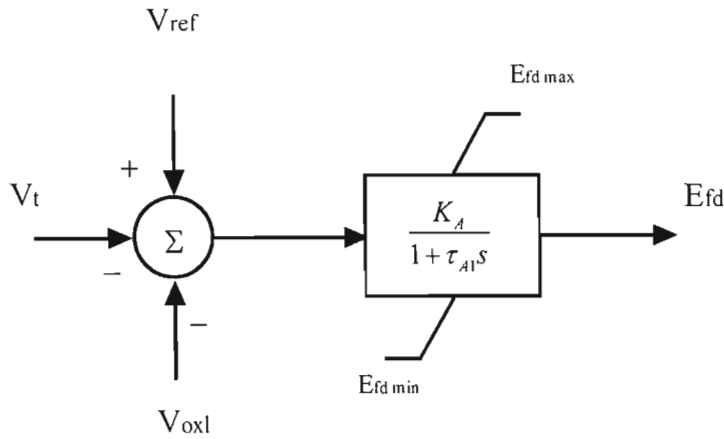 Vref
Efd max
+
Vt
Σ
K_A
Efd
1 + τ_A1 s
−
−
Efd min
Voxl